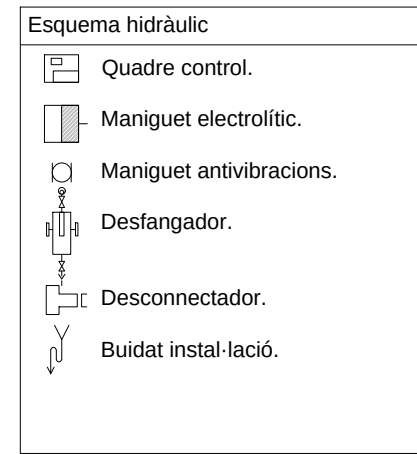 Esquema hidràulic
Quadre control.
Maniguet electrolític.
Maniguet antivibracions.
Desfangador.
Desconnectador.
Buidat instal·lació.